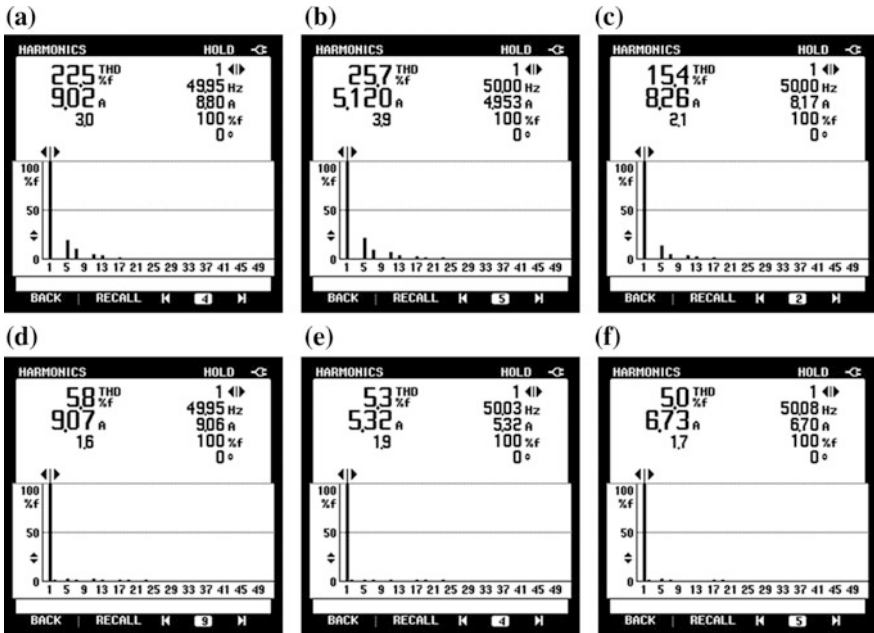 (a)
HARMONICS HOLD
22.5 THD %f 1
9.02 A 49.95 Hz
8.80 A
3.0 100 %f
0 °
100
%f
50
0
1 5 9 13 17 21 25 29 33 37 41 45 49
BACK | RECALL 4
(b)
HARMONICS HOLD
25.7 THD %f 1
5.120 A 50.00 Hz
4.953 A
3.9 100 %f
0 °
100
%f
50
0
1 5 9 13 17 21 25 29 33 37 41 45 49
BACK | RECALL 5
(c)
HARMONICS HOLD
15.4 THD %f 1
8.26 A 50.00 Hz
8.17 A
2.1 100 %f
0 °
100
%f
50
0
1 5 9 13 17 21 25 29 33 37 41 45 49
BACK | RECALL 2
(d)
HARMONICS HOLD
5.8 THD %f 1
9.07 A 49.95 Hz
9.06 A
1.6 100 %f
0 °
100
%f
50
0
1 5 9 13 17 21 25 29 33 37 41 45 49
BACK | RECALL 9
(e)
HARMONICS HOLD
5.3 THD %f 1
5.32 A 50.03 Hz
5.32 A
1.9 100 %f
0 °
100
%f
50
0
1 5 9 13 17 21 25 29 33 37 41 45 49
BACK | RECALL 4
(f)
HARMONICS HOLD
5.0 THD %f 1
6.73 A 50.08 Hz
6.70 A
1.7 100 %f
0 °
100
%f
50
0
1 5 9 13 17 21 25 29 33 37 41 45 49
BACK | RECALL 5